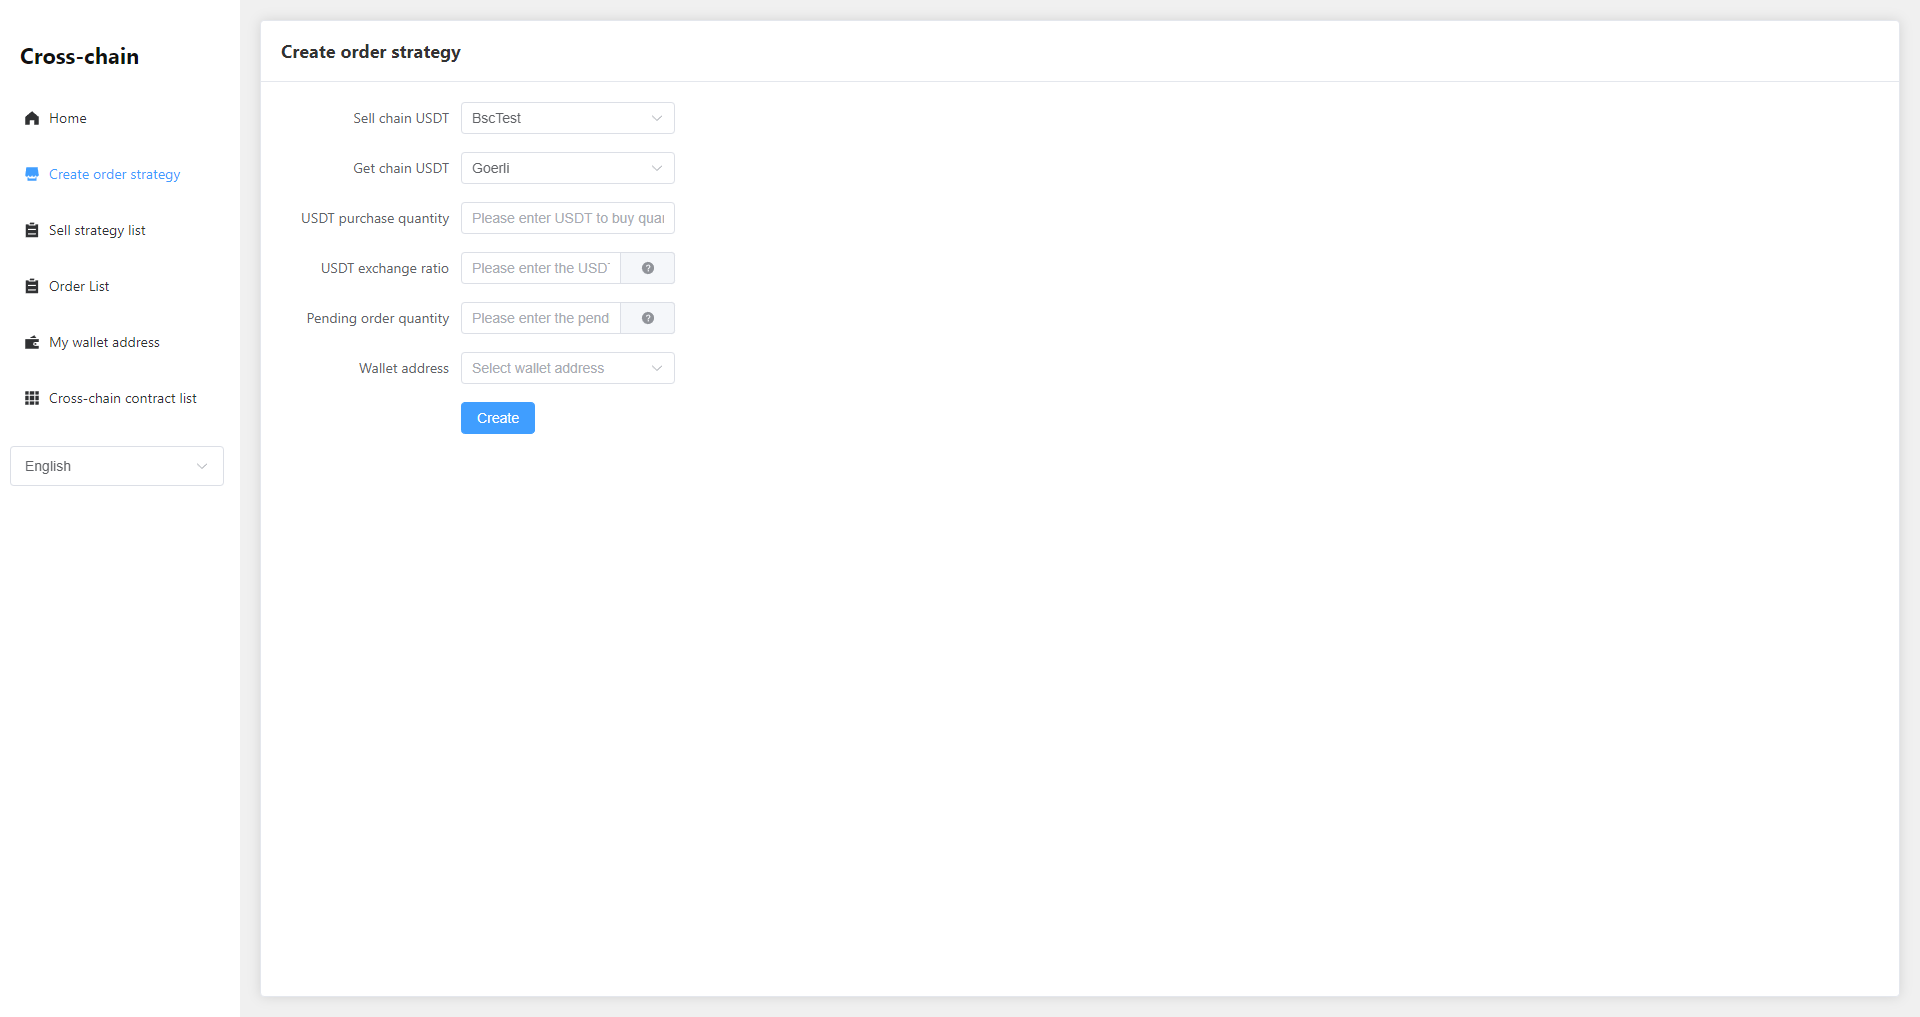 Cross-chain
Home
Create order strategy
Sell strategy list
Order List
My wallet address
Cross-chain contract list
English
Create order strategy
Sell chain USDT BscTest
Get chain USDT Goerli
USDT purchase quantity Please enter USDT to buy quan
USDT exchange ratio Please enter the USDT
Pending order quantity Please enter the pend
Wallet address Select wallet address
Create